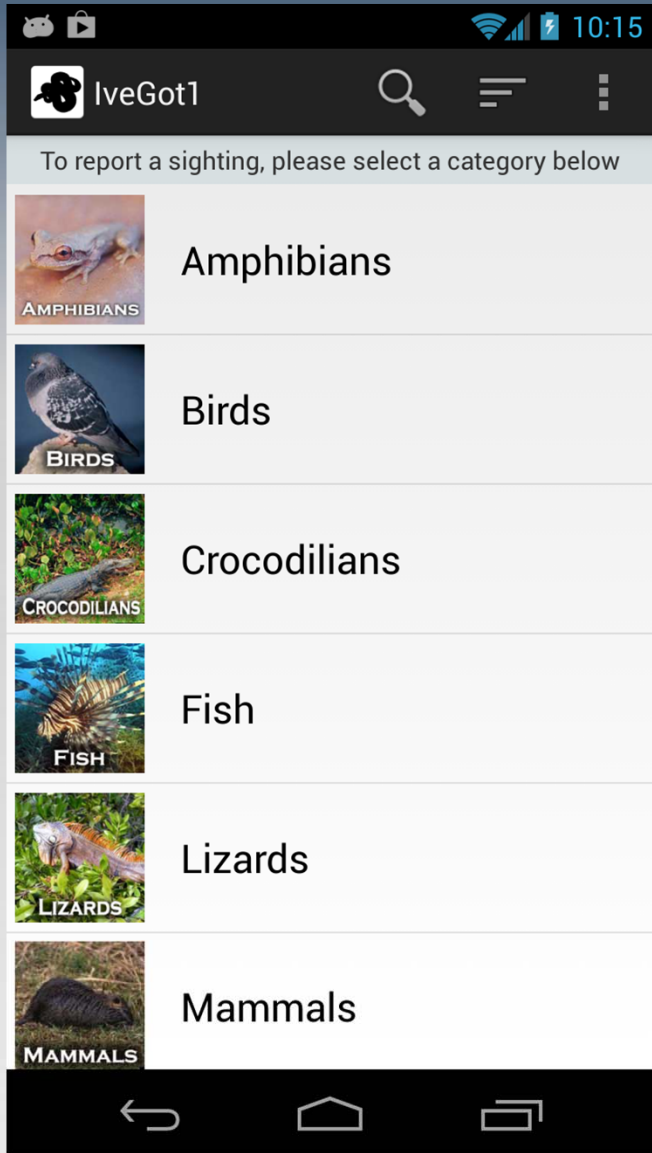 10:15
IveGot1
To report a sighting, please select a category below
AMPHIBIANS
Amphibians
BIRDS
Birds
CROCODILIANS
Crocodilians
FISH
Fish
LIZARDS
Lizards
MAMMALS
Mammals